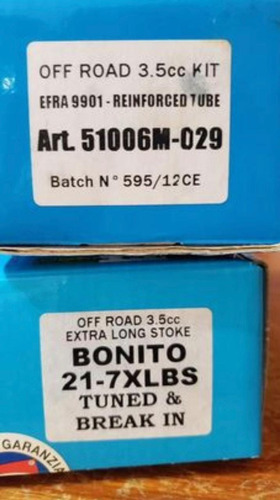 OFF ROAD 3.5cc KIT
EFRA 9901 - REINFORCED TUBE
Art. 51006M-029
Batch N° 595/12CE
OFF ROAD 3.5cc
EXTRA LONG STOKE
BONITO
21-7XLBS
TUNED &
BREAK IN
GARANZIA